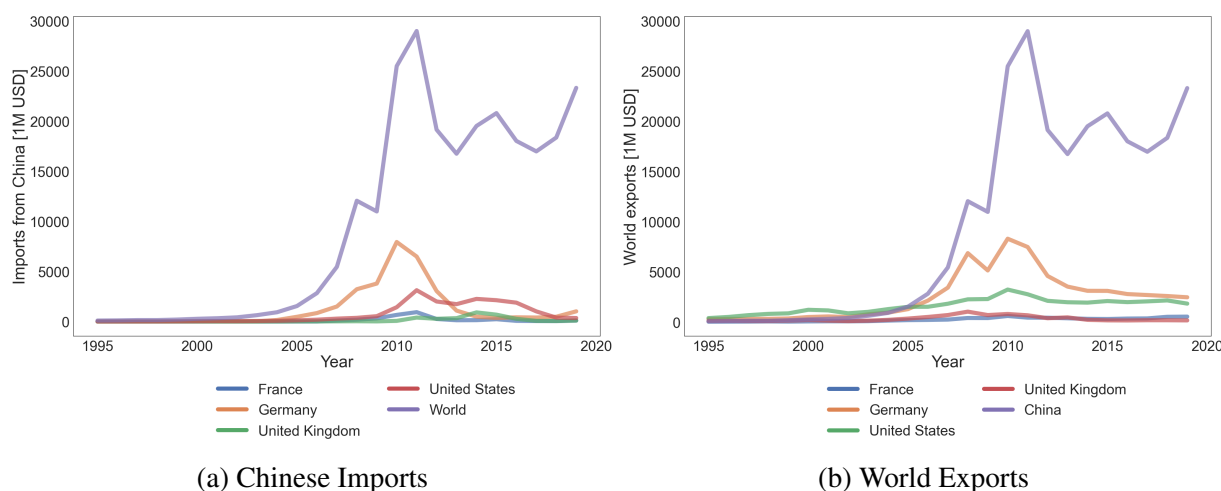 30000
25000
20000
15000
10000
5000
0
Imports from China [1M USD]
1995 2000 2005 2010 2015 2020
Year
France United States
Germany World
United Kingdom
(a) Chinese Imports
30000
25000
20000
15000
10000
5000
0
World exports [1M USD]
1995 2000 2005 2010 2015 2020
Year
France United Kingdom
Germany China
United States
(b) World Exports